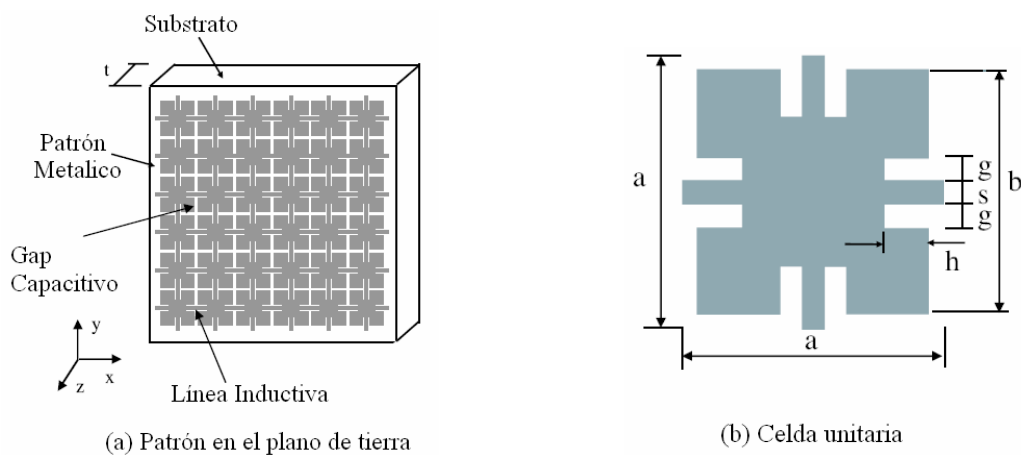 Substrato
t
Patrón
Metalico
Gap
Capacitivo
y
x
z
Línea Inductiva
(a) Patrón en el plano de tierra
a
g
s
g
b
h
a
(b) Celda unitaria